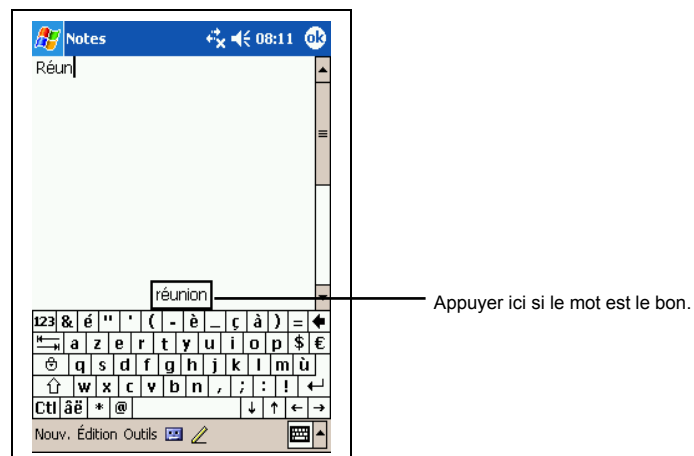 Notes 08:11 ok
Réun
réunion
Appuyer ici si le mot est le bon.
123 & é " ' ( - è _ ç à ) =
a z e r t y u i o p $ €
q s d f g h j k l m ù
w x c v b n , ; : !
Ctl âë * @ ↓ ↑ ← →
Nouv. Édition Outils